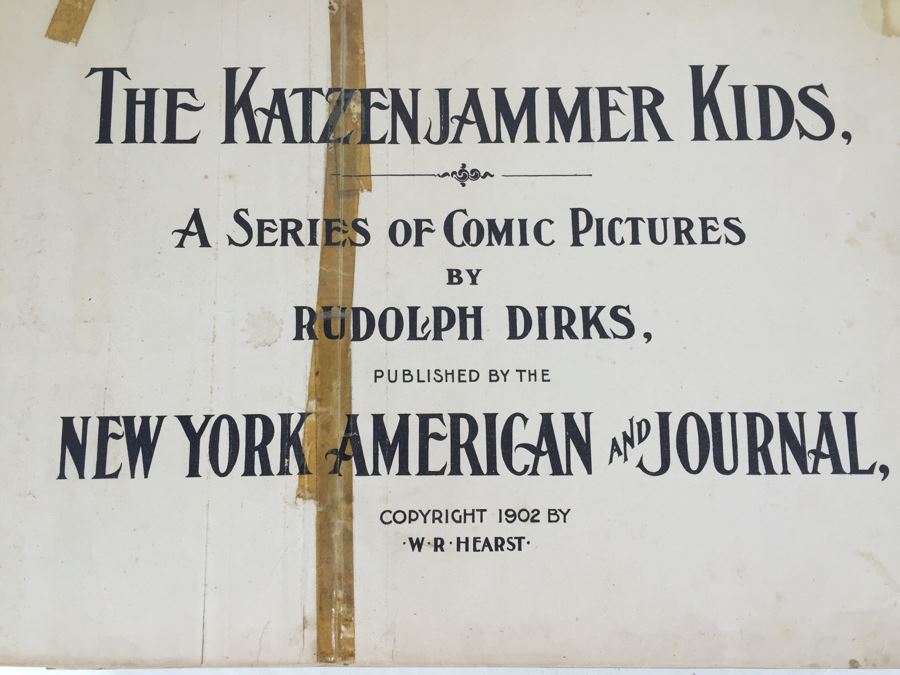 THE KATZENJAMMER KIDS,
A SERIES OF COMIC PICTURES
BY
RUDOLPH DIRKS,
PUBLISHED BY THE
NEW YORK AMERICAN AND JOURNAL,
COPYRIGHT 1902 BY
·W·R·HEARST·